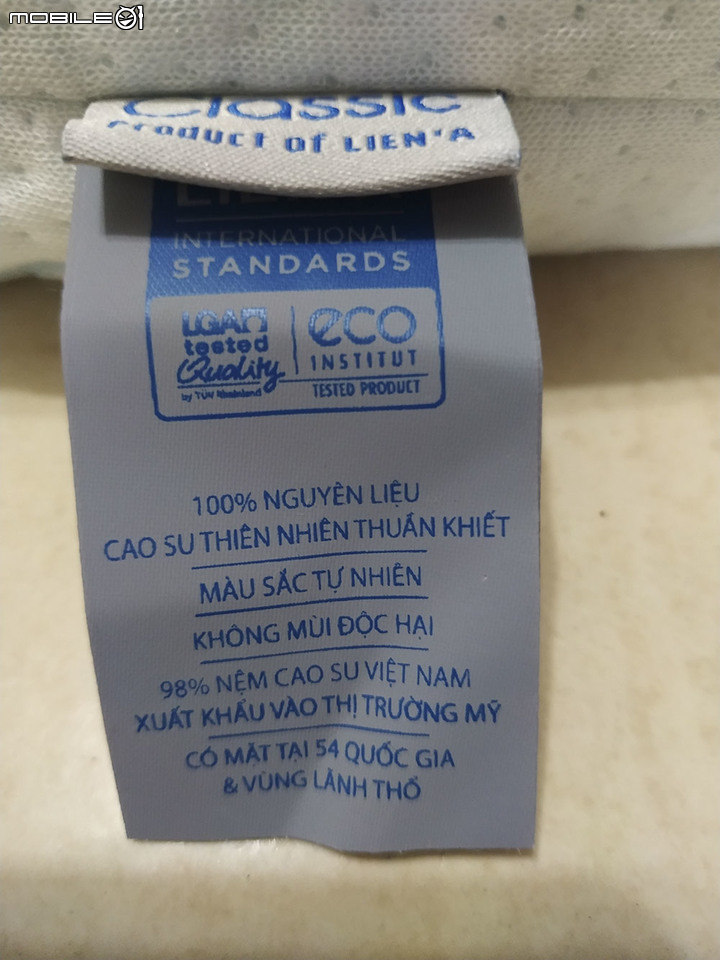 MOBILE01
Classic
Product of LIEN'A
INTERNATIONAL
STANDARDS
LGA
tested
Quality
by TÜV Rheinland
eco
INSTITUT
TESTED PRODUCT
100% NGUYÊN LIỆU
CAO SU THIÊN NHIÊN THUẦN KHIẾT
MÀU SẮC TỰ NHIÊN
KHÔNG MÙI ĐỘC HẠI
98% NỆM CAO SU VIỆT NAM
XUẤT KHẨU VÀO THỊ TRƯỜNG MỸ
CÓ MẶT TẠI 54 QUỐC GIA
& VÙNG LÃNH THỔ